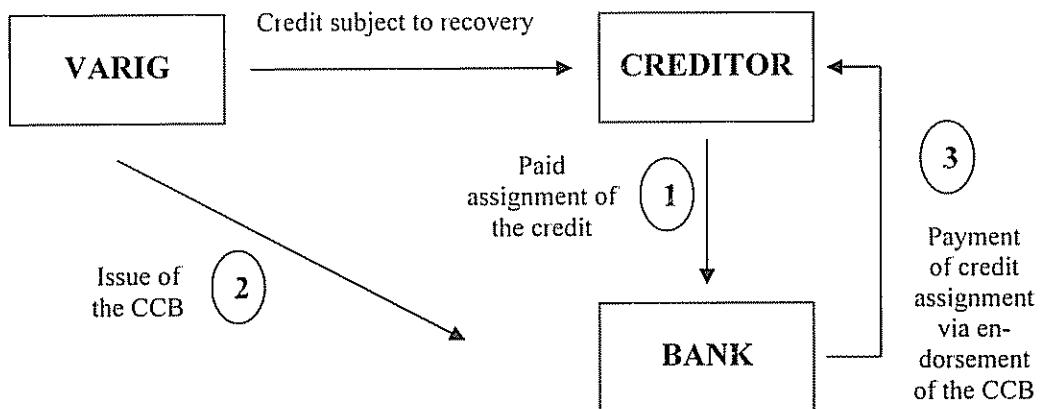 Credit subject to recovery
VARIG
CREDITOR
Paid
assignment of
the credit
1
3
Issue of
the CCB
2
Payment
of credit
assignment
via en-
dorsement
of the CCB
BANK